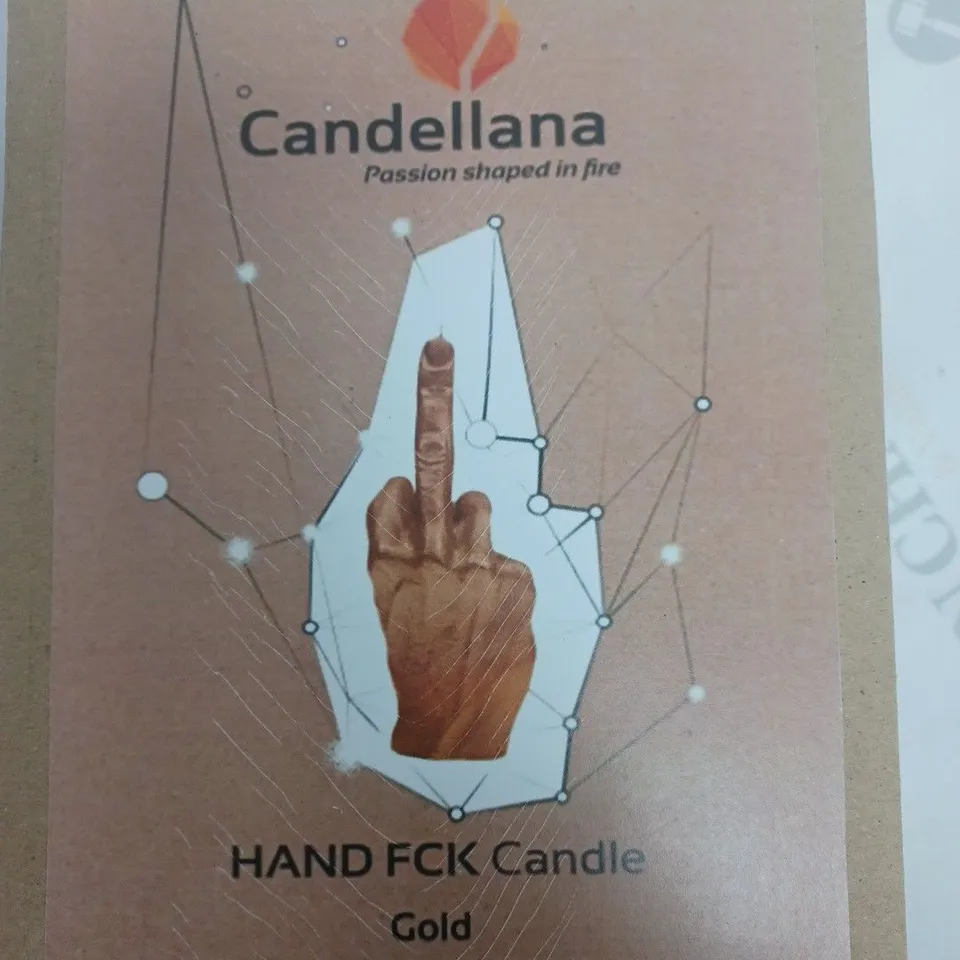 Candellana
Passion shaped in fire
HAND FCK Candle
Gold